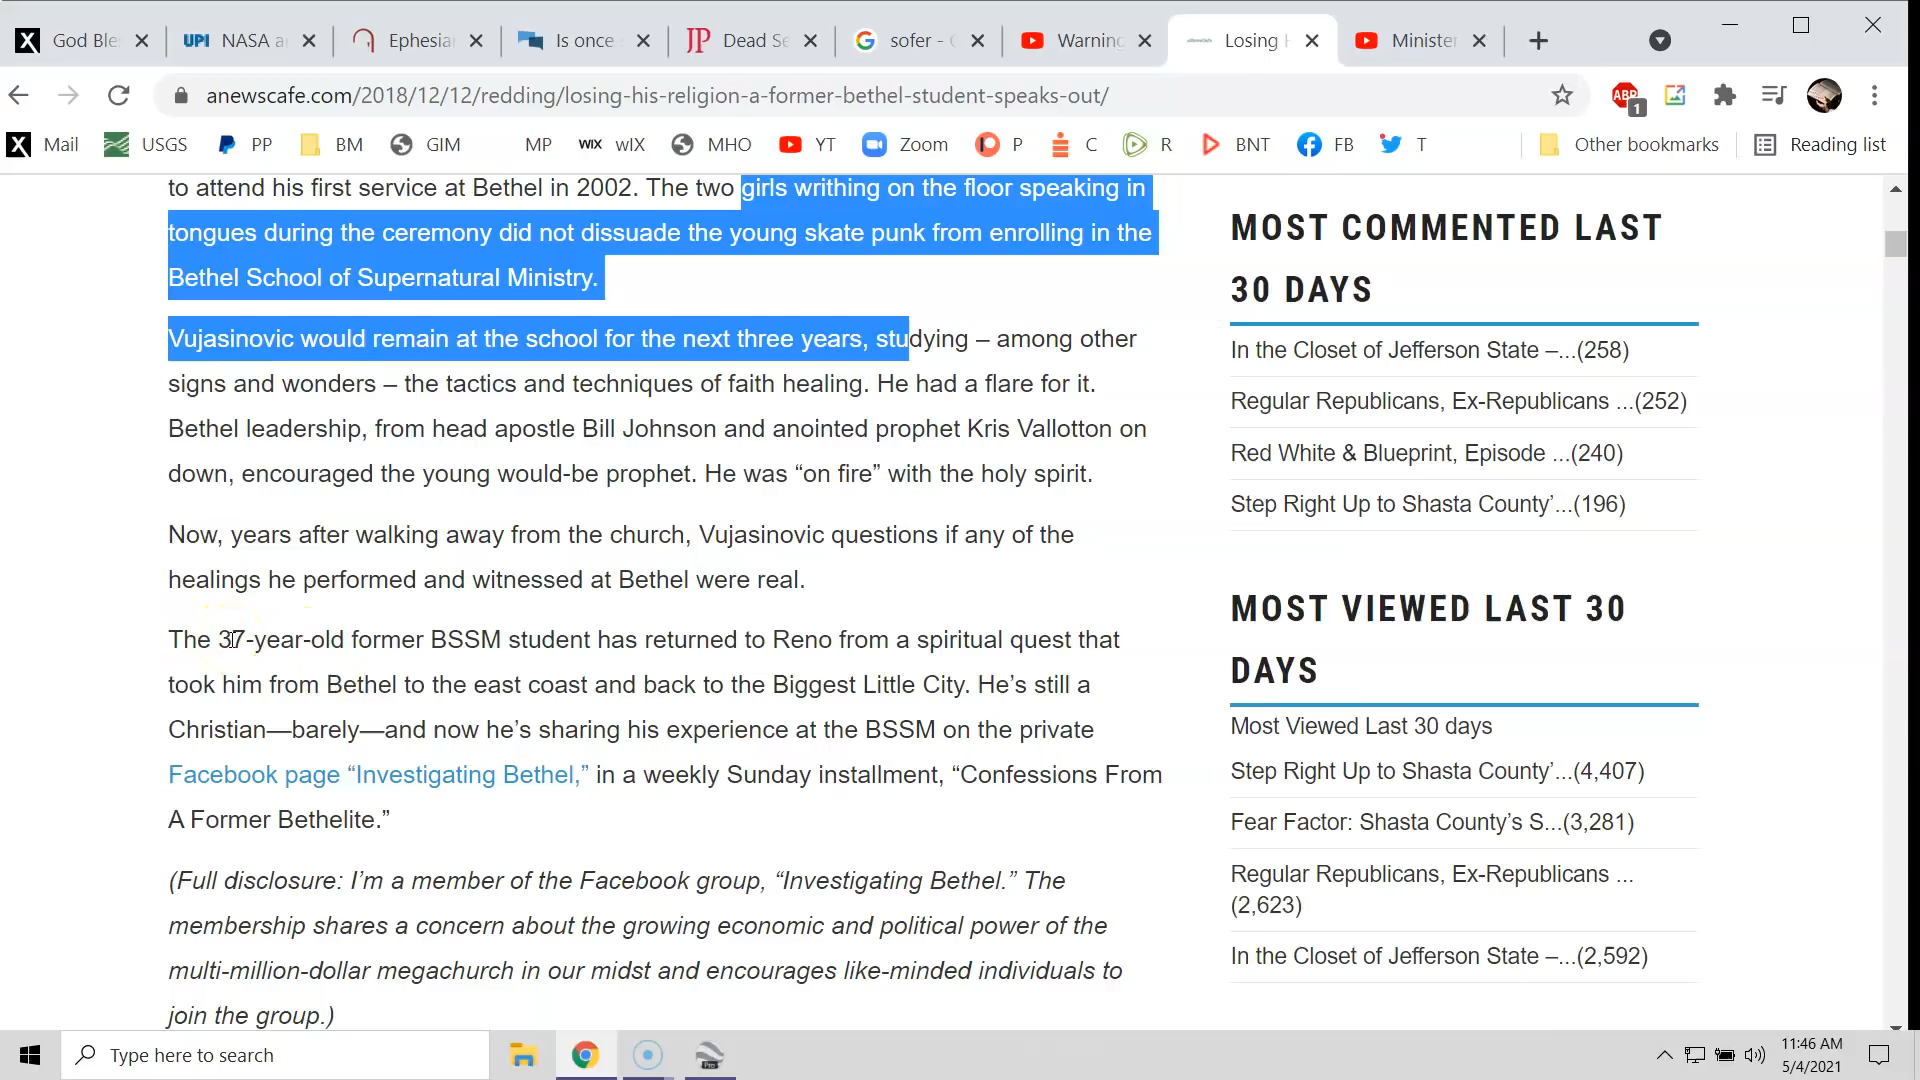 God Ble
NASA a
Ephesia
Is once
Dead Se
sofer -
Warning
Losing
Minister
anewscafe.com/2018/12/12/redding/losing-his-religion-a-former-bethel-student-speaks-out/
ABP
1
Mail
USGS
PP
BM
GIM
MP
WIX wIX
MHO
YT
Zoom
P
C
R
BNT
FB
T
Other bookmarks
Reading list
to attend his first service at Bethel in 2002. The two girls writhing on the floor speaking in
tongues during the ceremony did not dissuade the young skate punk from enrolling in the
Bethel School of Supernatural Ministry.
Vujasinovic would remain at the school for the next three years, studying – among other
signs and wonders – the tactics and techniques of faith healing. He had a flare for it.
Bethel leadership, from head apostle Bill Johnson and anointed prophet Kris Vallotton on
down, encouraged the young would-be prophet. He was “on fire” with the holy spirit.
Now, years after walking away from the church, Vujasinovic questions if any of the
healings he performed and witnessed at Bethel were real.
The 37-year-old former BSSM student has returned to Reno from a spiritual quest that
took him from Bethel to the east coast and back to the Biggest Little City. He’s still a
Christian—barely—and now he’s sharing his experience at the BSSM on the private
Facebook page “Investigating Bethel,” in a weekly Sunday installment, “Confessions From
A Former Bethelite.”
(Full disclosure: I’m a member of the Facebook group, “Investigating Bethel.” The
membership shares a concern about the growing economic and political power of the
multi-million-dollar megachurch in our midst and encourages like-minded individuals to
join the group.)
MOST COMMENTED LAST
30 DAYS
In the Closet of Jefferson State –...(258)
Regular Republicans, Ex-Republicans ...(252)
Red White & Blueprint, Episode ...(240)
Step Right Up to Shasta County’...(196)
MOST VIEWED LAST 30
DAYS
Most Viewed Last 30 days
Step Right Up to Shasta County’...(4,407)
Fear Factor: Shasta County’s S...(3,281)
Regular Republicans, Ex-Republicans ...
(2,623)
In the Closet of Jefferson State –...(2,592)
Type here to search
11:46 AM
5/4/2021